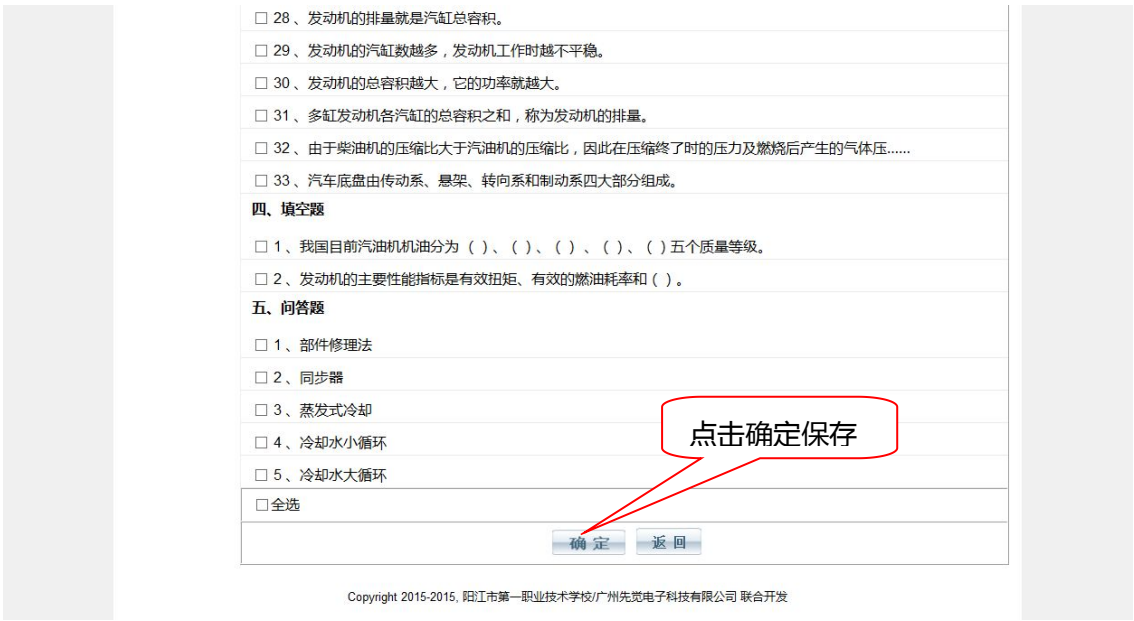 28、发动机的排量就是汽缸总容积。
29、发动机的汽缸数越多，发动机工作时越不平稳。
30、发动机的总容积越大，它的功率就越大。
31、多缸发动机各汽缸的总容积之和，称为发动机的排量。
32、由于柴油机的压缩比大于汽油机的压缩比，因此在压缩终了时的压力及燃烧后产生的气体压......
33、汽车底盘由传动系、悬架、转向系和制动系四大部分组成。
四、填空题
1、我国目前汽油机机油分为（ ）、（ ）、（ ）、（ ）、（ ）五个质量等级。
2、发动机的主要性能指标是有效扭矩、有效的燃油耗率和（ ）。
五、问答题
1、部件修理法
2、同步器
3、蒸发式冷却
4、冷却水小循环
点击确定保存
5、冷却水大循环
全选
确 定 返 回
Copyright 2015-2015, 阳江市第一职业技术学校/广州先觉电子科技有限公司 联合开发